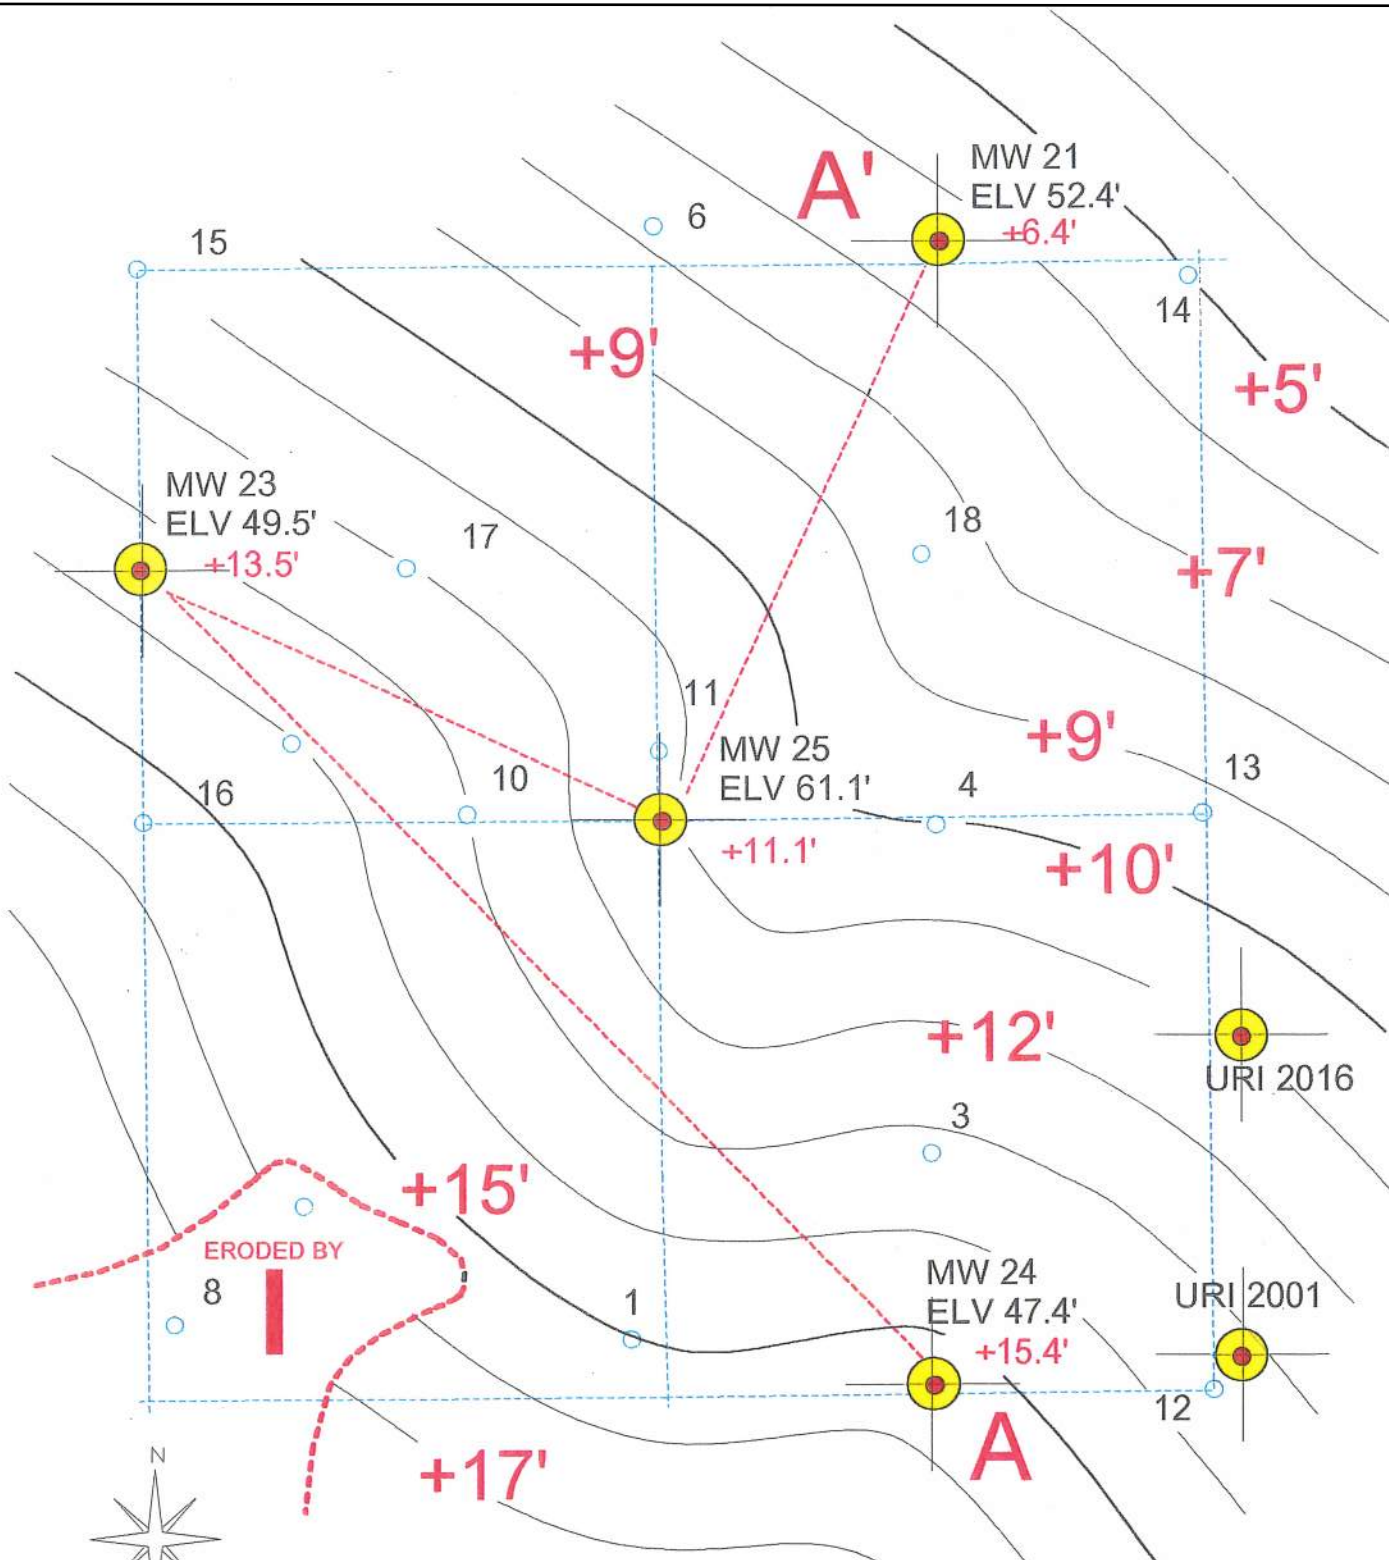 MW 21
ELV 52.4'
+6.4'
A'
6
15
14
+9'
+5'
MW 23
ELV 49.5'
+13.5'
17
18
+7'
11
MW 25
ELV 61.1'
+11.1'
+9'
13
16
10
4
+10'
+12'
URI 2016
3
+15'
ERODED BY
I
8
1
MW 24
ELV 47.4'
+15.4'
URI 2001
12
A
N
+17'